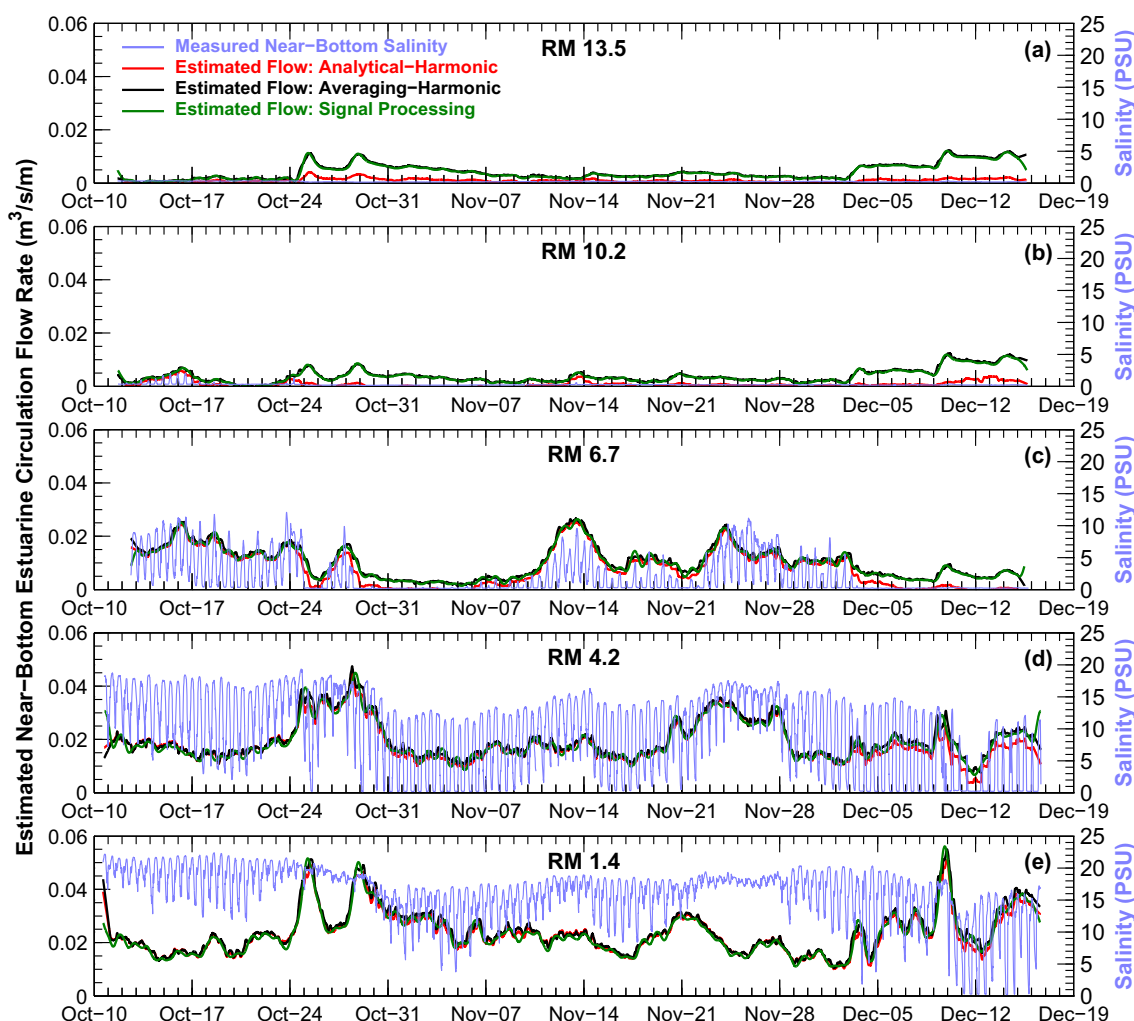 Estimated Near−Bottom Estuarine Circulation Flow Rate (m³/s/m)
0.06
0.04
0.02
0
Measured Near−Bottom Salinity
Estimated Flow: Analytical−Harmonic
Estimated Flow: Averaging−Harmonic
Estimated Flow: Signal Processing
RM 13.5
(a)
25
20
15
10
5
0
Salinity (PSU)
Oct−10 Oct−17 Oct−24 Oct−31 Nov−07 Nov−14 Nov−21 Nov−28 Dec−05 Dec−12 Dec−19
0.06
0.04
0.02
0
RM 10.2
(b)
25
20
15
10
5
0
Salinity (PSU)
Oct−10 Oct−17 Oct−24 Oct−31 Nov−07 Nov−14 Nov−21 Nov−28 Dec−05 Dec−12 Dec−19
0.06
0.04
0.02
0
RM 6.7
(c)
25
20
15
10
5
0
Salinity (PSU)
Oct−10 Oct−17 Oct−24 Oct−31 Nov−07 Nov−14 Nov−21 Nov−28 Dec−05 Dec−12 Dec−19
0.06
0.04
0.02
0
RM 4.2
(d)
25
20
15
10
5
0
Salinity (PSU)
Oct−10 Oct−17 Oct−24 Oct−31 Nov−07 Nov−14 Nov−21 Nov−28 Dec−05 Dec−12 Dec−19
0.06
0.04
0.02
0
RM 1.4
(e)
25
20
15
10
5
0
Salinity (PSU)
Oct−10 Oct−17 Oct−24 Oct−31 Nov−07 Nov−14 Nov−21 Nov−28 Dec−05 Dec−12 Dec−19